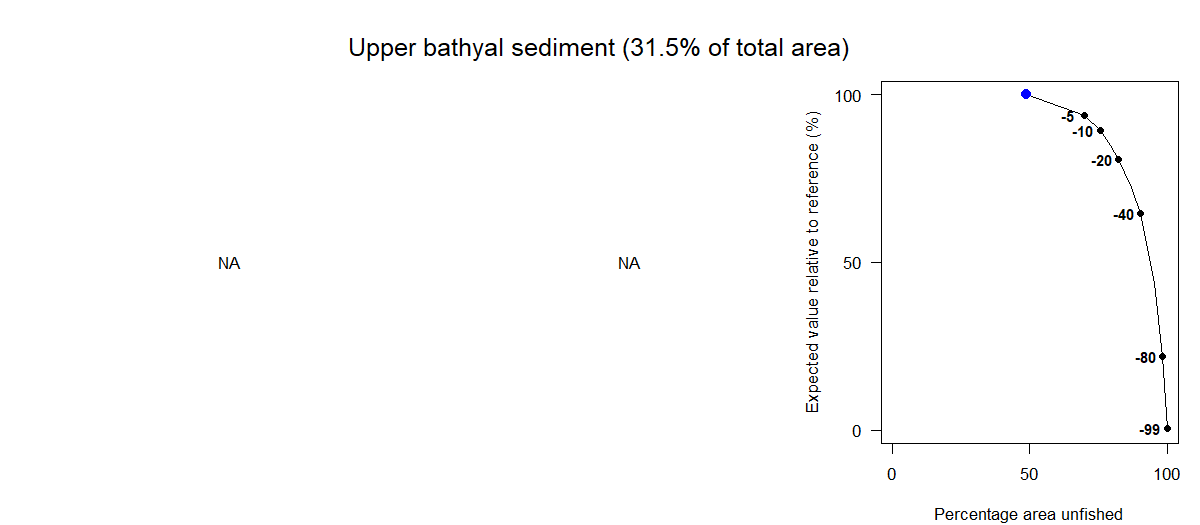 Upper bathyal sediment (31.5% of total area)
NA
NA
Expected value relative to reference (%)
100
50
0
-5
-10
-20
-40
-80
-99
0
50
100
Percentage area unfished